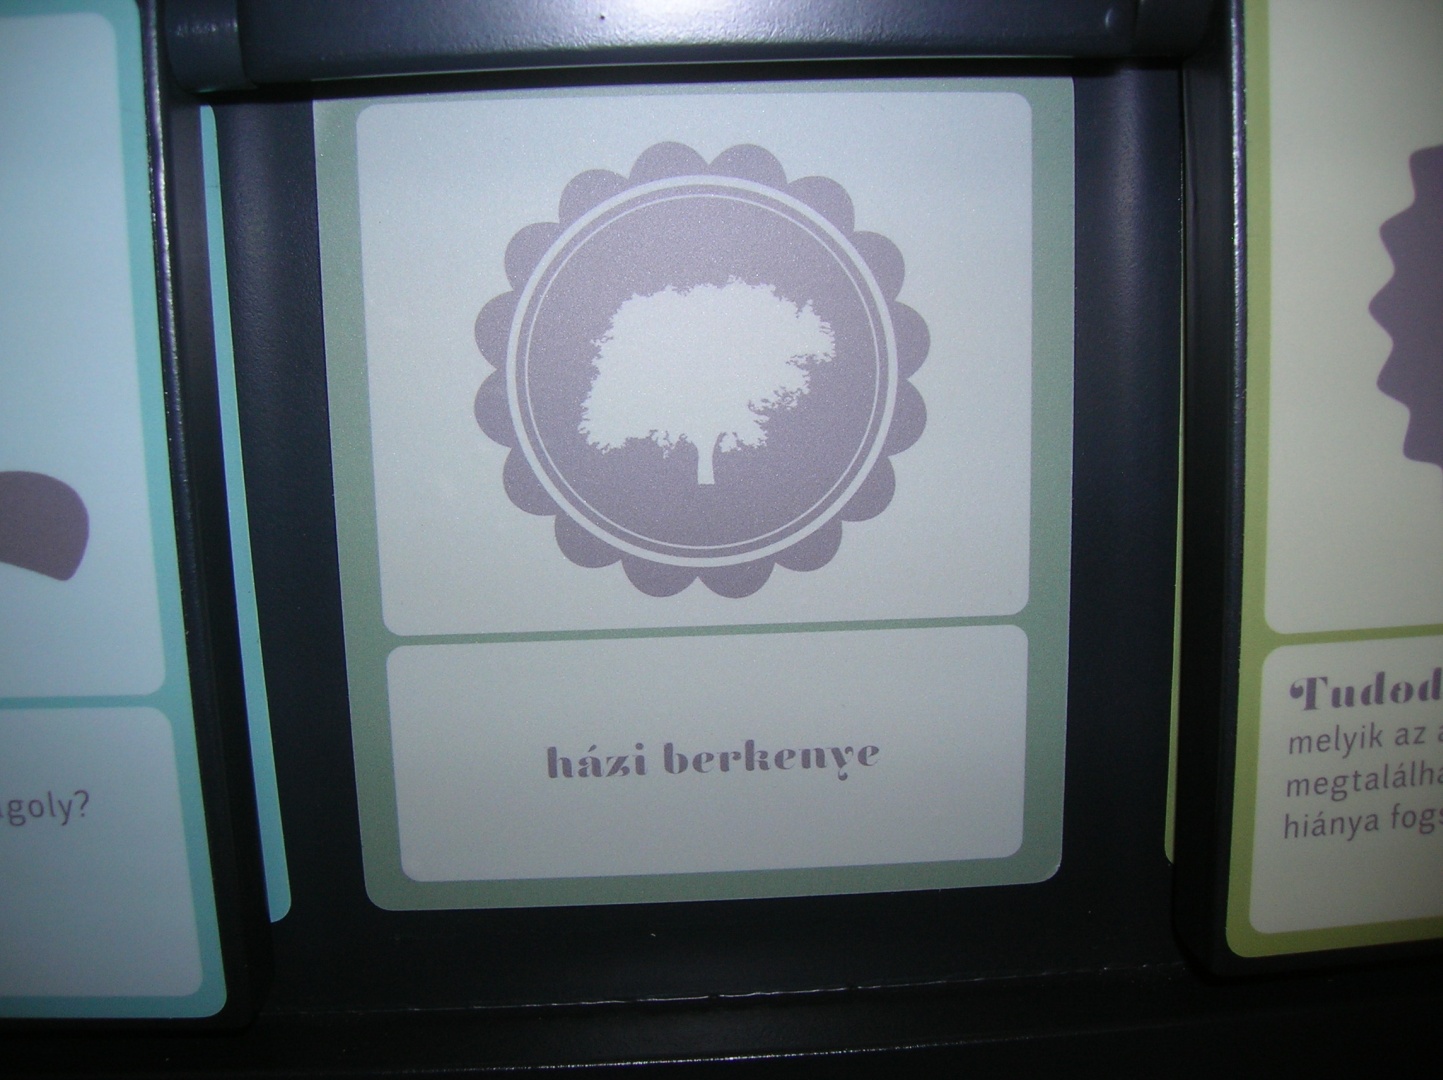 goly?
házi berkenye
Tudod
melyik az a
megtalálha
hiánya fogs